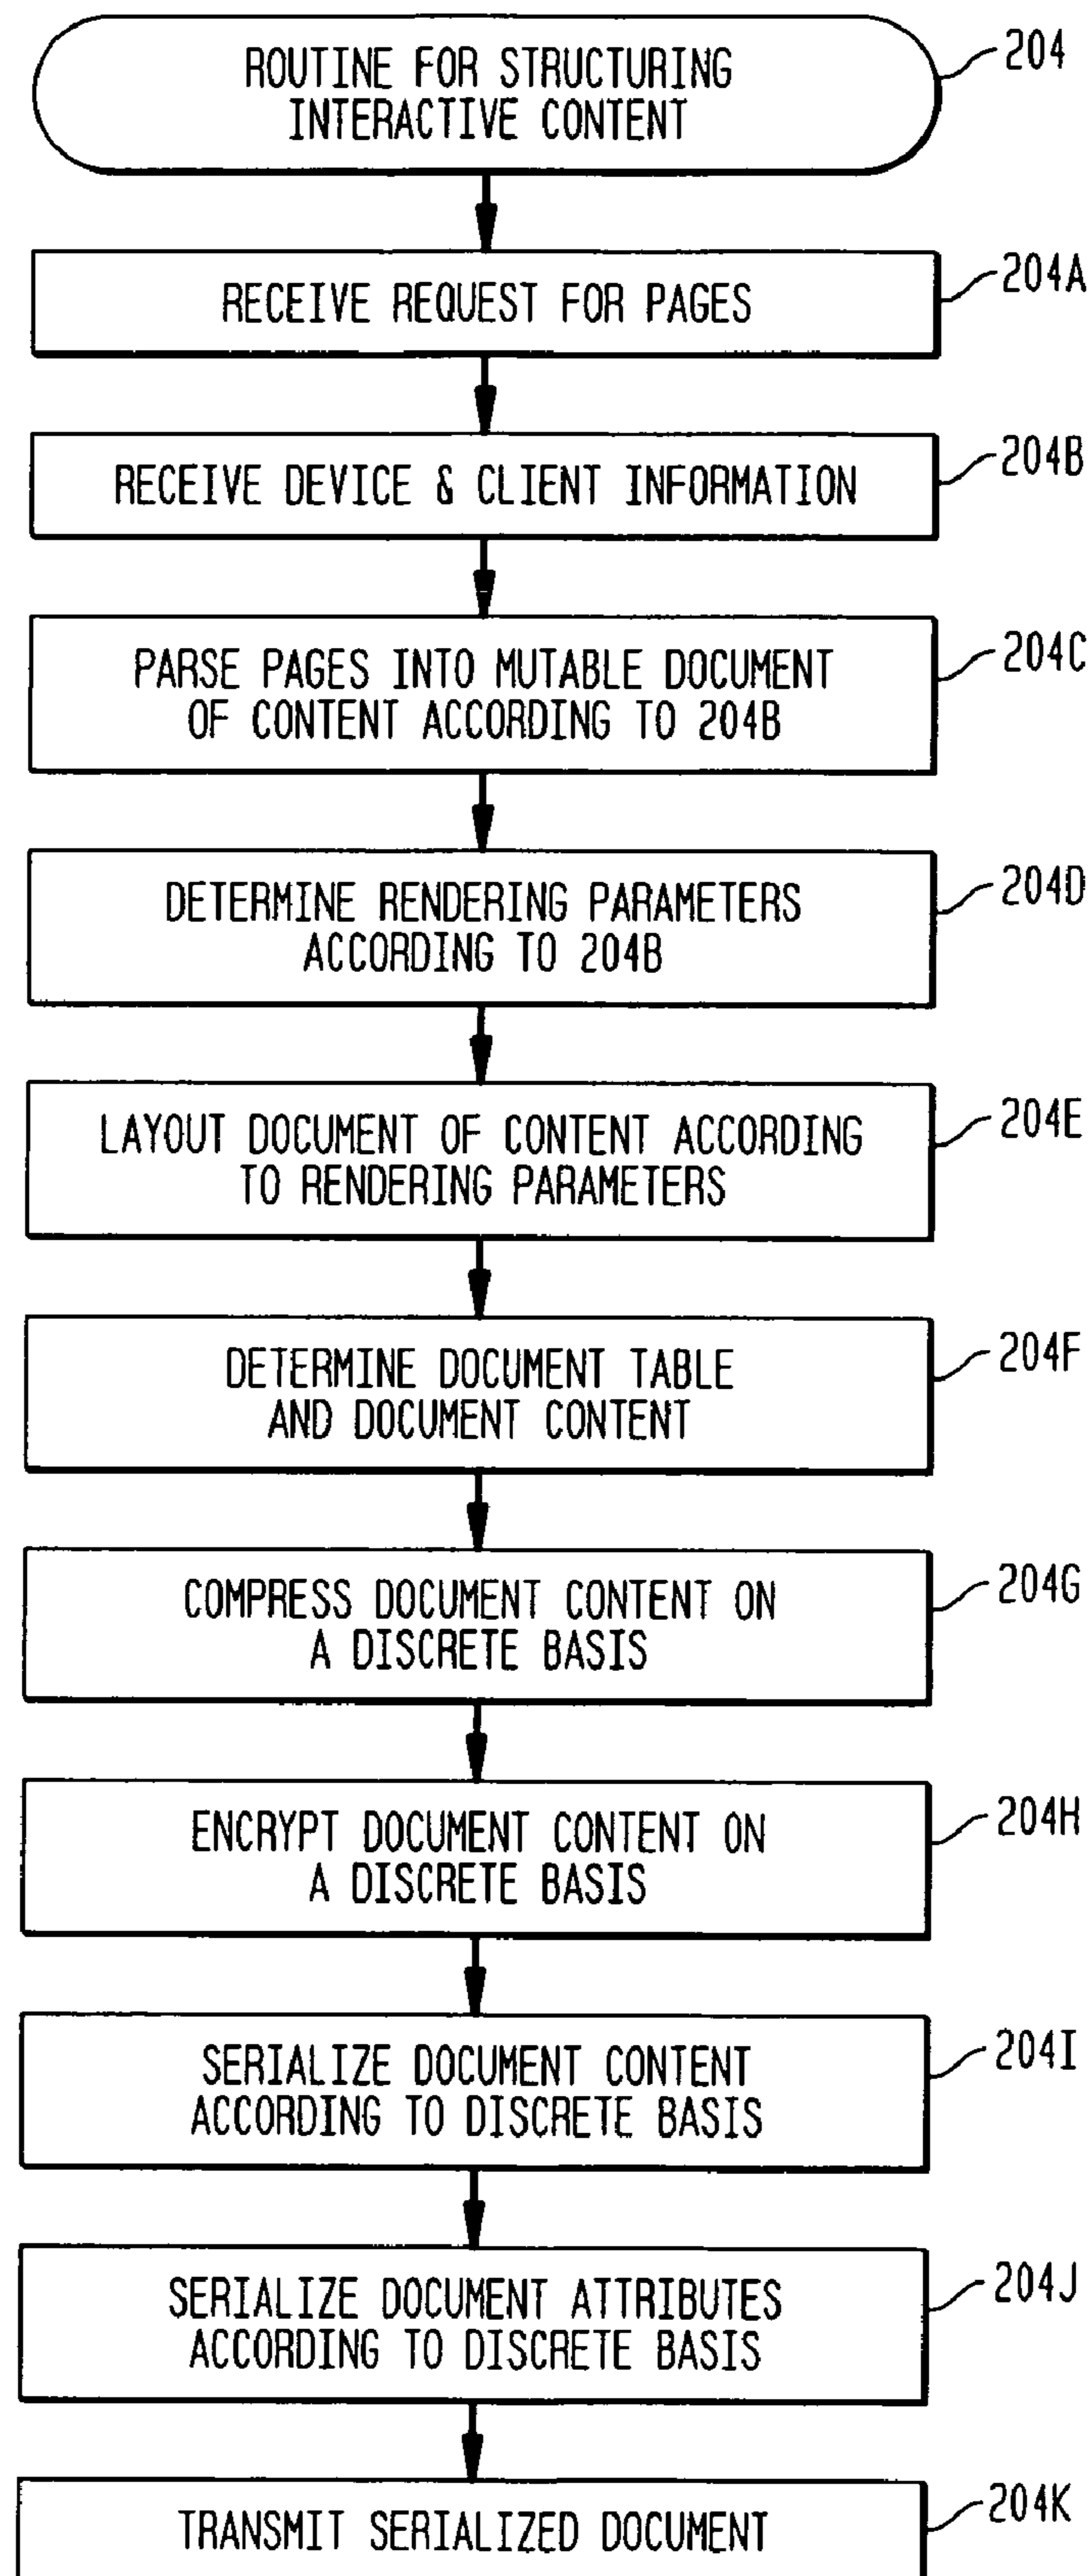 ROUTINE FOR STRUCTURING
INTERACTIVE CONTENT
204
RECEIVE REQUEST FOR PAGES
204A
RECEIVE DEVICE & CLIENT INFORMATION
204B
PARSE PAGES INTO MUTABLE DOCUMENT
OF CONTENT ACCORDING TO 204B
204C
DETERMINE RENDERING PARAMETERS
ACCORDING TO 204B
204D
LAYOUT DOCUMENT OF CONTENT ACCORDING
TO RENDERING PARAMETERS
204E
DETERMINE DOCUMENT TABLE
AND DOCUMENT CONTENT
204F
COMPRESS DOCUMENT CONTENT ON
A DISCRETE BASIS
204G
ENCRYPT DOCUMENT CONTENT ON
A DISCRETE BASIS
204H
SERIALIZE DOCUMENT CONTENT
ACCORDING TO DISCRETE BASIS
204I
SERIALIZE DOCUMENT ATTRIBUTES
ACCORDING TO DISCRETE BASIS
204J
TRANSMIT SERIALIZED DOCUMENT
204K